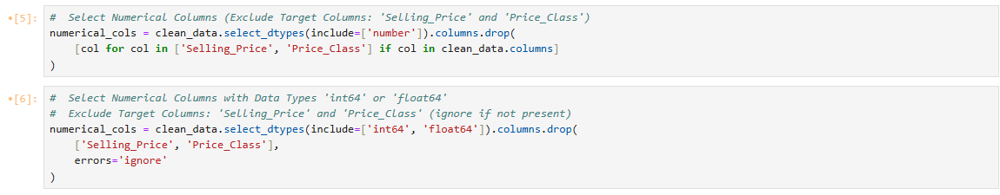 •[5]: #  Select Numerical Columns (Exclude Target Columns: 'Selling_Price' and 'Price_Class')
numerical_cols = clean_data.select_dtypes(include=['number']).columns.drop(
    [col for col in ['Selling_Price', 'Price_Class'] if col in clean_data.columns]
)
•[6]: #  Select Numerical Columns with Data Types 'int64' or 'float64'
#  Exclude Target Columns: 'Selling_Price' and 'Price_Class' (ignore if not present)
numerical_cols = clean_data.select_dtypes(include=['int64', 'float64']).columns.drop(
    ['Selling_Price', 'Price_Class'],
    errors='ignore'
)